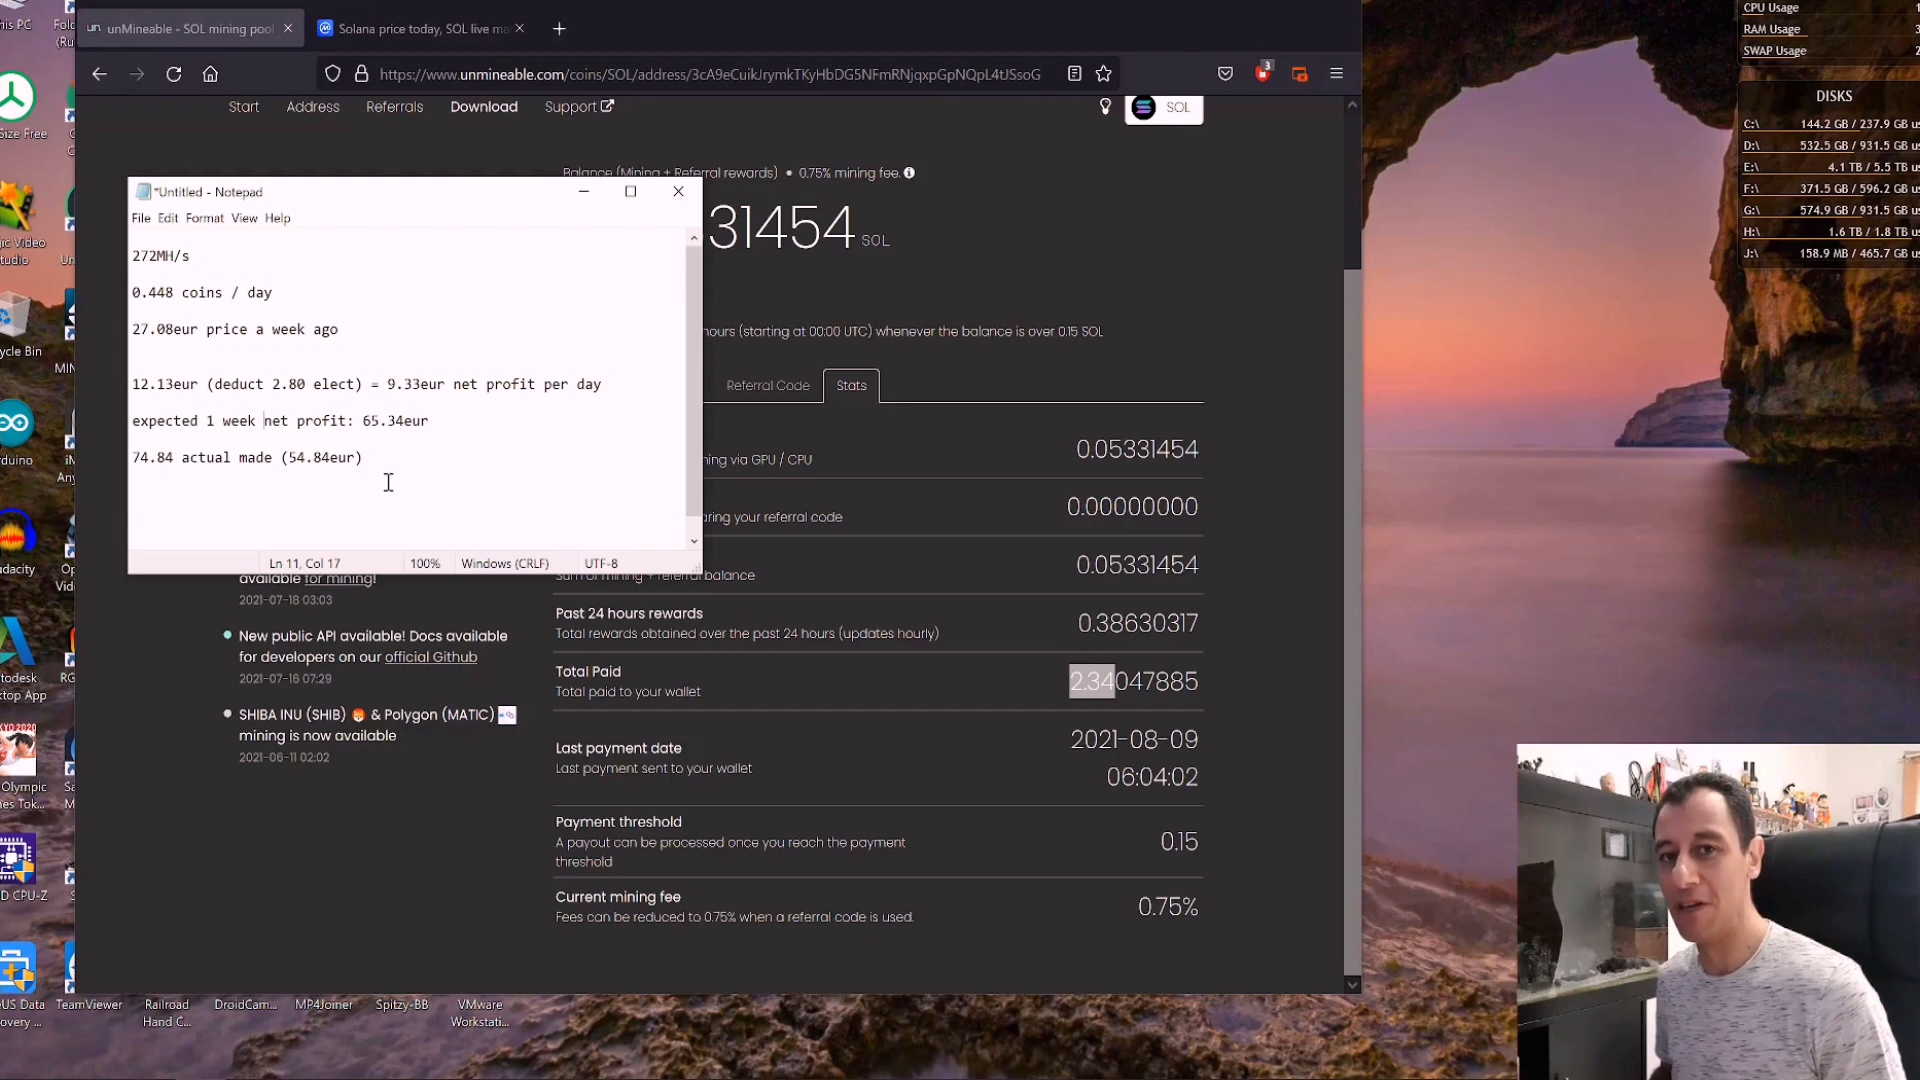 unMineable - SOL mining pool
Solana price today, SOL live ma
https://www.unmineable.com/coins/SOL/address/3cA9eCuikJrymkTKyHbDG5NFmRNjqxpGpNQpL4tJSsoG
3
Start Address Referrals Download Support
SOL
Balance (Mining + Referral rewards) • 0.75% mining fee.
31454 SOL
hours (starting at 00:00 UTC) whenever the balance is over 0.15 SOL
*Untitled - Notepad
File Edit Format View Help
272MH/s
0.448 coins / day
27.08eur price a week ago
12.13eur (deduct 2.80 elect) = 9.33eur net profit per day
expected 1 week net profit: 65.34eur
74.84 actual made (54.84eur)
Ln 11, Col 17 100% Windows (CRLF) UTF-8
Referral Code Stats
via GPU / CPU
0.05331454
your referral code
0.00000000
balance
0.05331454
Past 24 hours rewards
Total rewards obtained over the past 24 hours (updates hourly)
0.38630317
Total Paid
Total paid to your wallet
2.34047885
Last payment date
Last payment sent to your wallet
2021-08-09
06:04:02
Payment threshold
A payout can be processed once you reach the payment
threshold
0.15
Current mining fee
Fees can be reduced to 0.75% when a referral code is used.
0.75%
available for mining!
2021-07-18 03:03
New public API available! Docs available
for developers on our official Github
2021-07-16 07:29
SHIBA INU (SHIB) & Polygon (MATIC)
mining is now available
2021-06-11 02:02
CPU Usage
RAM Usage
SWAP Usage
DISKS
C:\ 144.2 GB / 237.9 GB
D:\ 532.5 GB / 931.5 GB
E:\ 4.1 TB / 5.5 TB
F:\ 371.5 GB / 596.2 GB
G:\ 574.9 GB / 931.5 GB
H:\ 1.6 TB / 1.8 TB
J:\ 158.9 MB / 465.7 GB
TeamViewer
Railroad
Hand C...
DroidCam...
MP4Joiner
Spitzy-BB
VMware
Workstati...